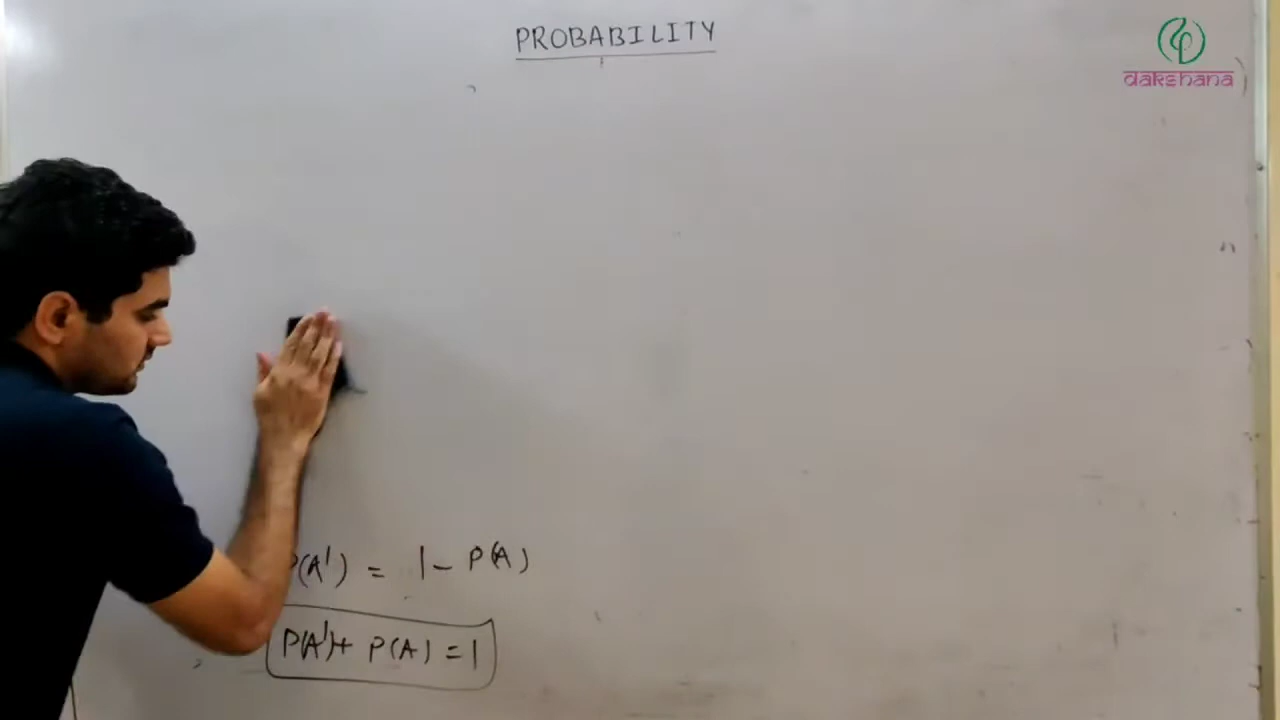 PROBABILITY
dakshana
P(A') = 1 - P(A)
P(A')+ P(A) = 1